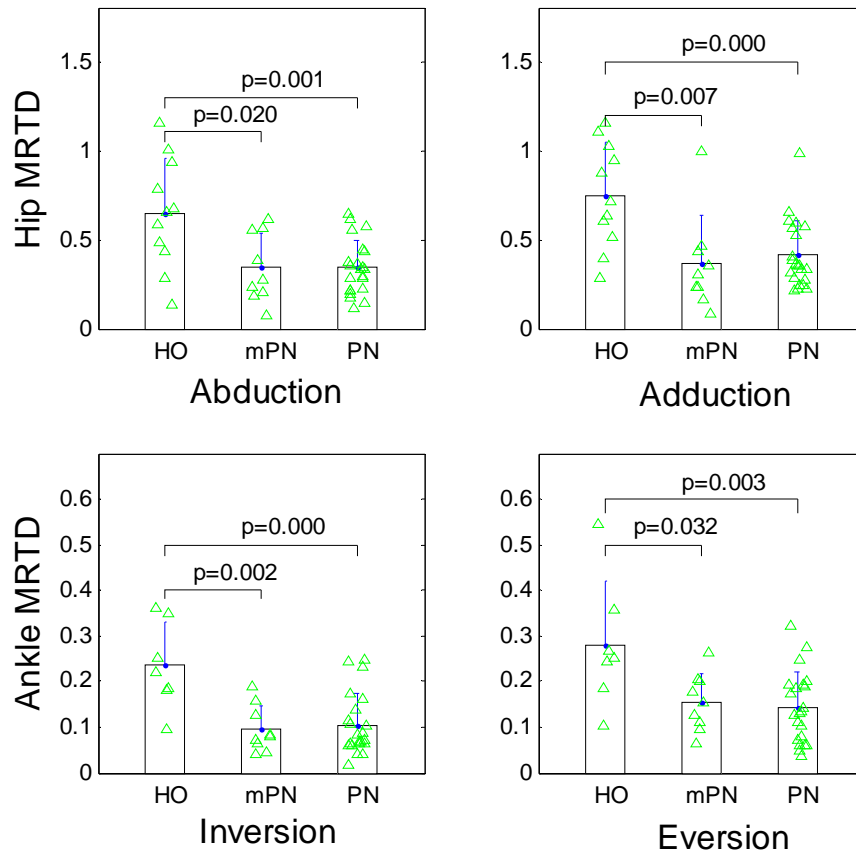 Hip MRTD
1.5
1
0.5
0
p=0.001
p=0.020
HO mPN PN
Abduction
1.5
1
0.5
0
p=0.000
p=0.007
HO mPN PN
Adduction
Ankle MRTD
0.6
0.5
0.4
0.3
0.2
0.1
0
p=0.000
p=0.002
HO mPN PN
Inversion
0.6
0.5
0.4
0.3
0.2
0.1
0
p=0.003
p=0.032
HO mPN PN
Eversion